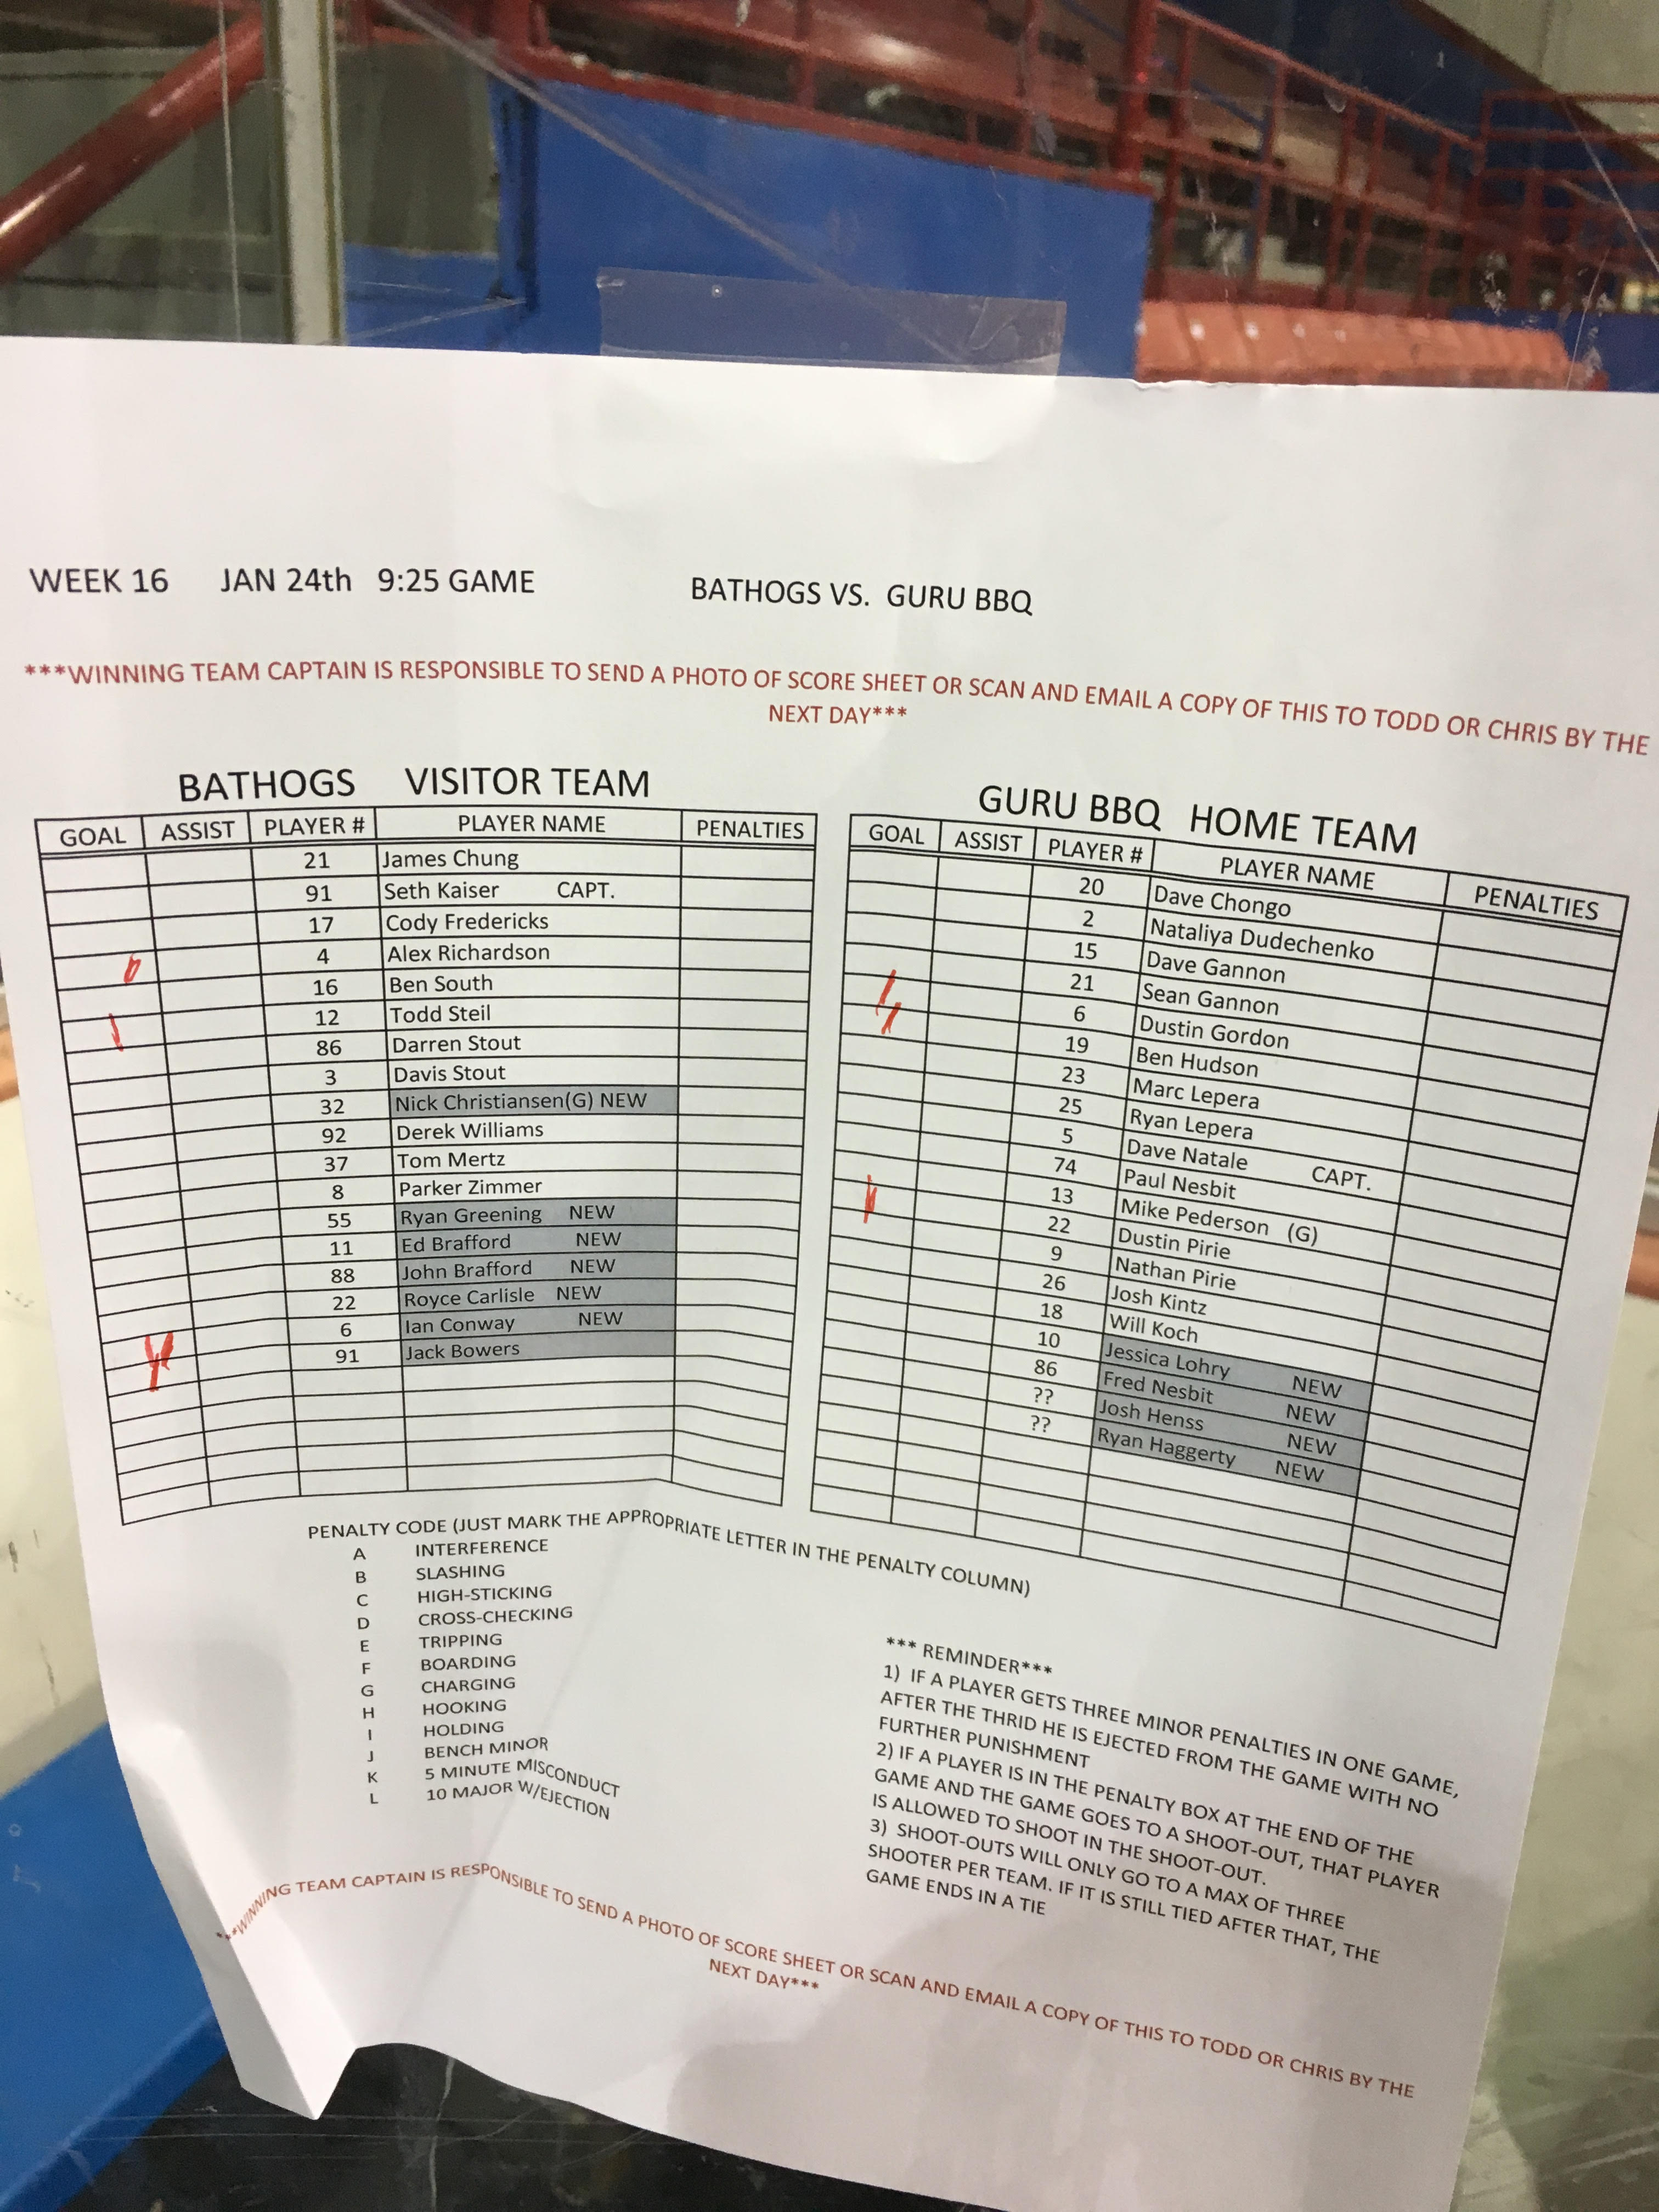 WEEK 16 JAN 24th 9:25 GAME BATHOGS VS. GURU BBQ
***WINNING TEAM CAPTAIN IS RESPONSIBLE TO SEND A PHOTO OF SCORE SHEET OR SCAN AND EMAIL A COPY OF THIS TO TODD OR CHRIS BY THE
NEXT DAY***
BATHOGS VISITOR TEAM
GOAL ASSIST PLAYER # PLAYER NAME PENALTIES
21 James Chung
91 Seth Kaiser CAPT.
17 Cody Fredericks
4 Alex Richardson
16 Ben South
12 Todd Steil
86 Darren Stout
3 Davis Stout
32 Nick Christiansen(G) NEW
92 Derek Williams
37 Tom Mertz
8 Parker Zimmer
55 Ryan Greening NEW
11 Ed Brafford NEW
88 John Brafford NEW
22 Royce Carlisle NEW
6 Ian Conway NEW
91 Jack Bowers
GURU BBQ HOME TEAM
GOAL ASSIST PLAYER # PLAYER NAME PENALTIES
20 Dave Chongo
2 Nataliya Dudechenko
15 Dave Gannon
21 Sean Gannon
6 Dustin Gordon
19 Ben Hudson
23 Marc Lepera
25 Ryan Lepera
5 Dave Natale CAPT.
74 Paul Nesbit
13 Mike Pederson (G)
22 Dustin Pirie
9 Nathan Pirie
26 Josh Kintz
18 Will Koch
10 Jessica Lohry NEW
86 Fred Nesbit NEW
?? Josh Henss NEW
?? Ryan Haggerty NEW
PENALTY CODE (JUST MARK THE APPROPRIATE LETTER IN THE PENALTY COLUMN)
A INTERFERENCE
B SLASHING
C HIGH-STICKING
D CROSS-CHECKING
E TRIPPING
F BOARDING
G CHARGING
H HOOKING
I HOLDING
J BENCH MINOR
K 5 MINUTE MISCONDUCT
L 10 MAJOR W/EJECTION
*** REMINDER***
1) IF A PLAYER GETS THREE MINOR PENALTIES IN ONE GAME,
AFTER THE THRID HE IS EJECTED FROM THE GAME WITH NO
FURTHER PUNISHMENT
2) IF A PLAYER IS IN THE PENALTY BOX AT THE END OF THE
GAME AND THE GAME GOES TO A SHOOT-OUT, THAT PLAYER
IS ALLOWED TO SHOOT IN THE SHOOT-OUT.
3) SHOOT-OUTS WILL ONLY GO TO A MAX OF THREE
SHOOTER PER TEAM. IF IT IS STILL TIED AFTER THAT, THE
GAME ENDS IN A TIE
***WINNING TEAM CAPTAIN IS RESPONSIBLE TO SEND A PHOTO OF SCORE SHEET OR SCAN AND EMAIL A COPY OF THIS TO TODD OR CHRIS BY THE
NEXT DAY***